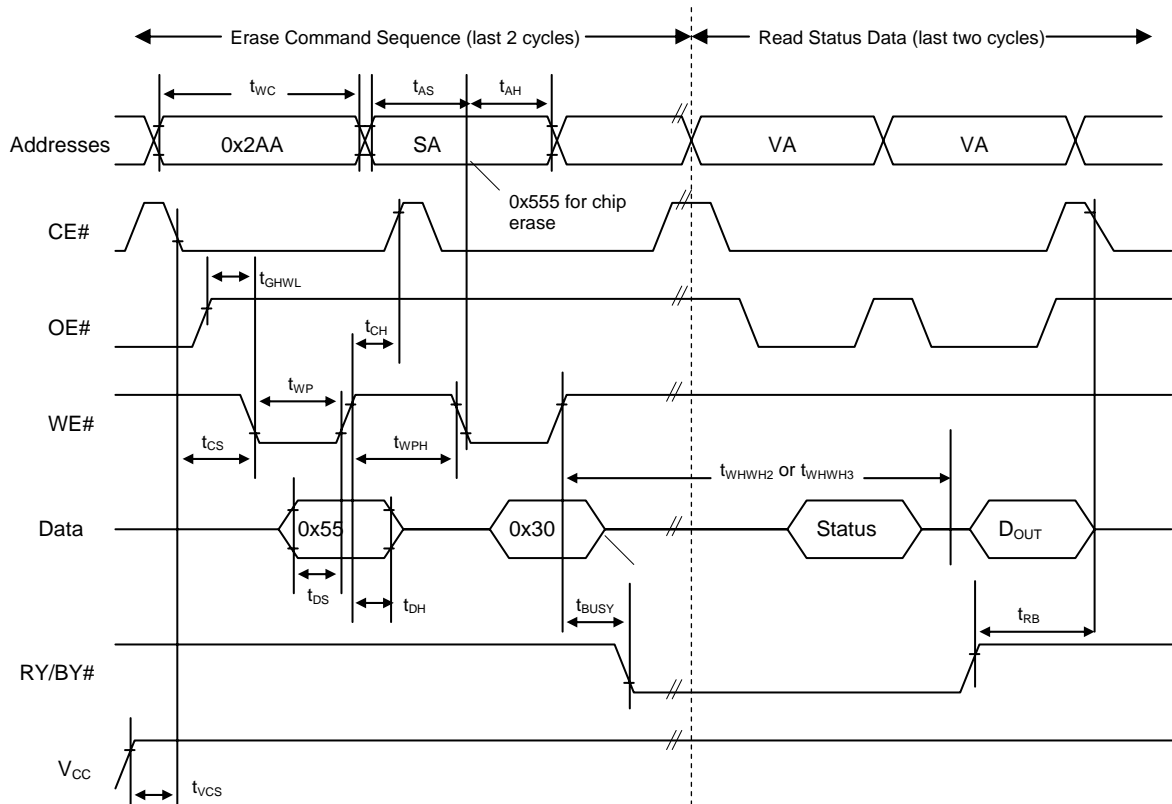 Erase Command Sequence (last 2 cycles)
Read Status Data (last two cycles)
tWC
tAS
tAH
Addresses
0x2AA
SA
VA
VA
0x555 for chip
erase
CE#
tGHWL
OE#
tCH
tWP
WE#
tCS
tWPH
tWHWH2 or tWHWH3
Data
0x55
0x30
Status
DOUT
tDS
tDH
tBUSY
tRB
RY/BY#
VCC
tVCS